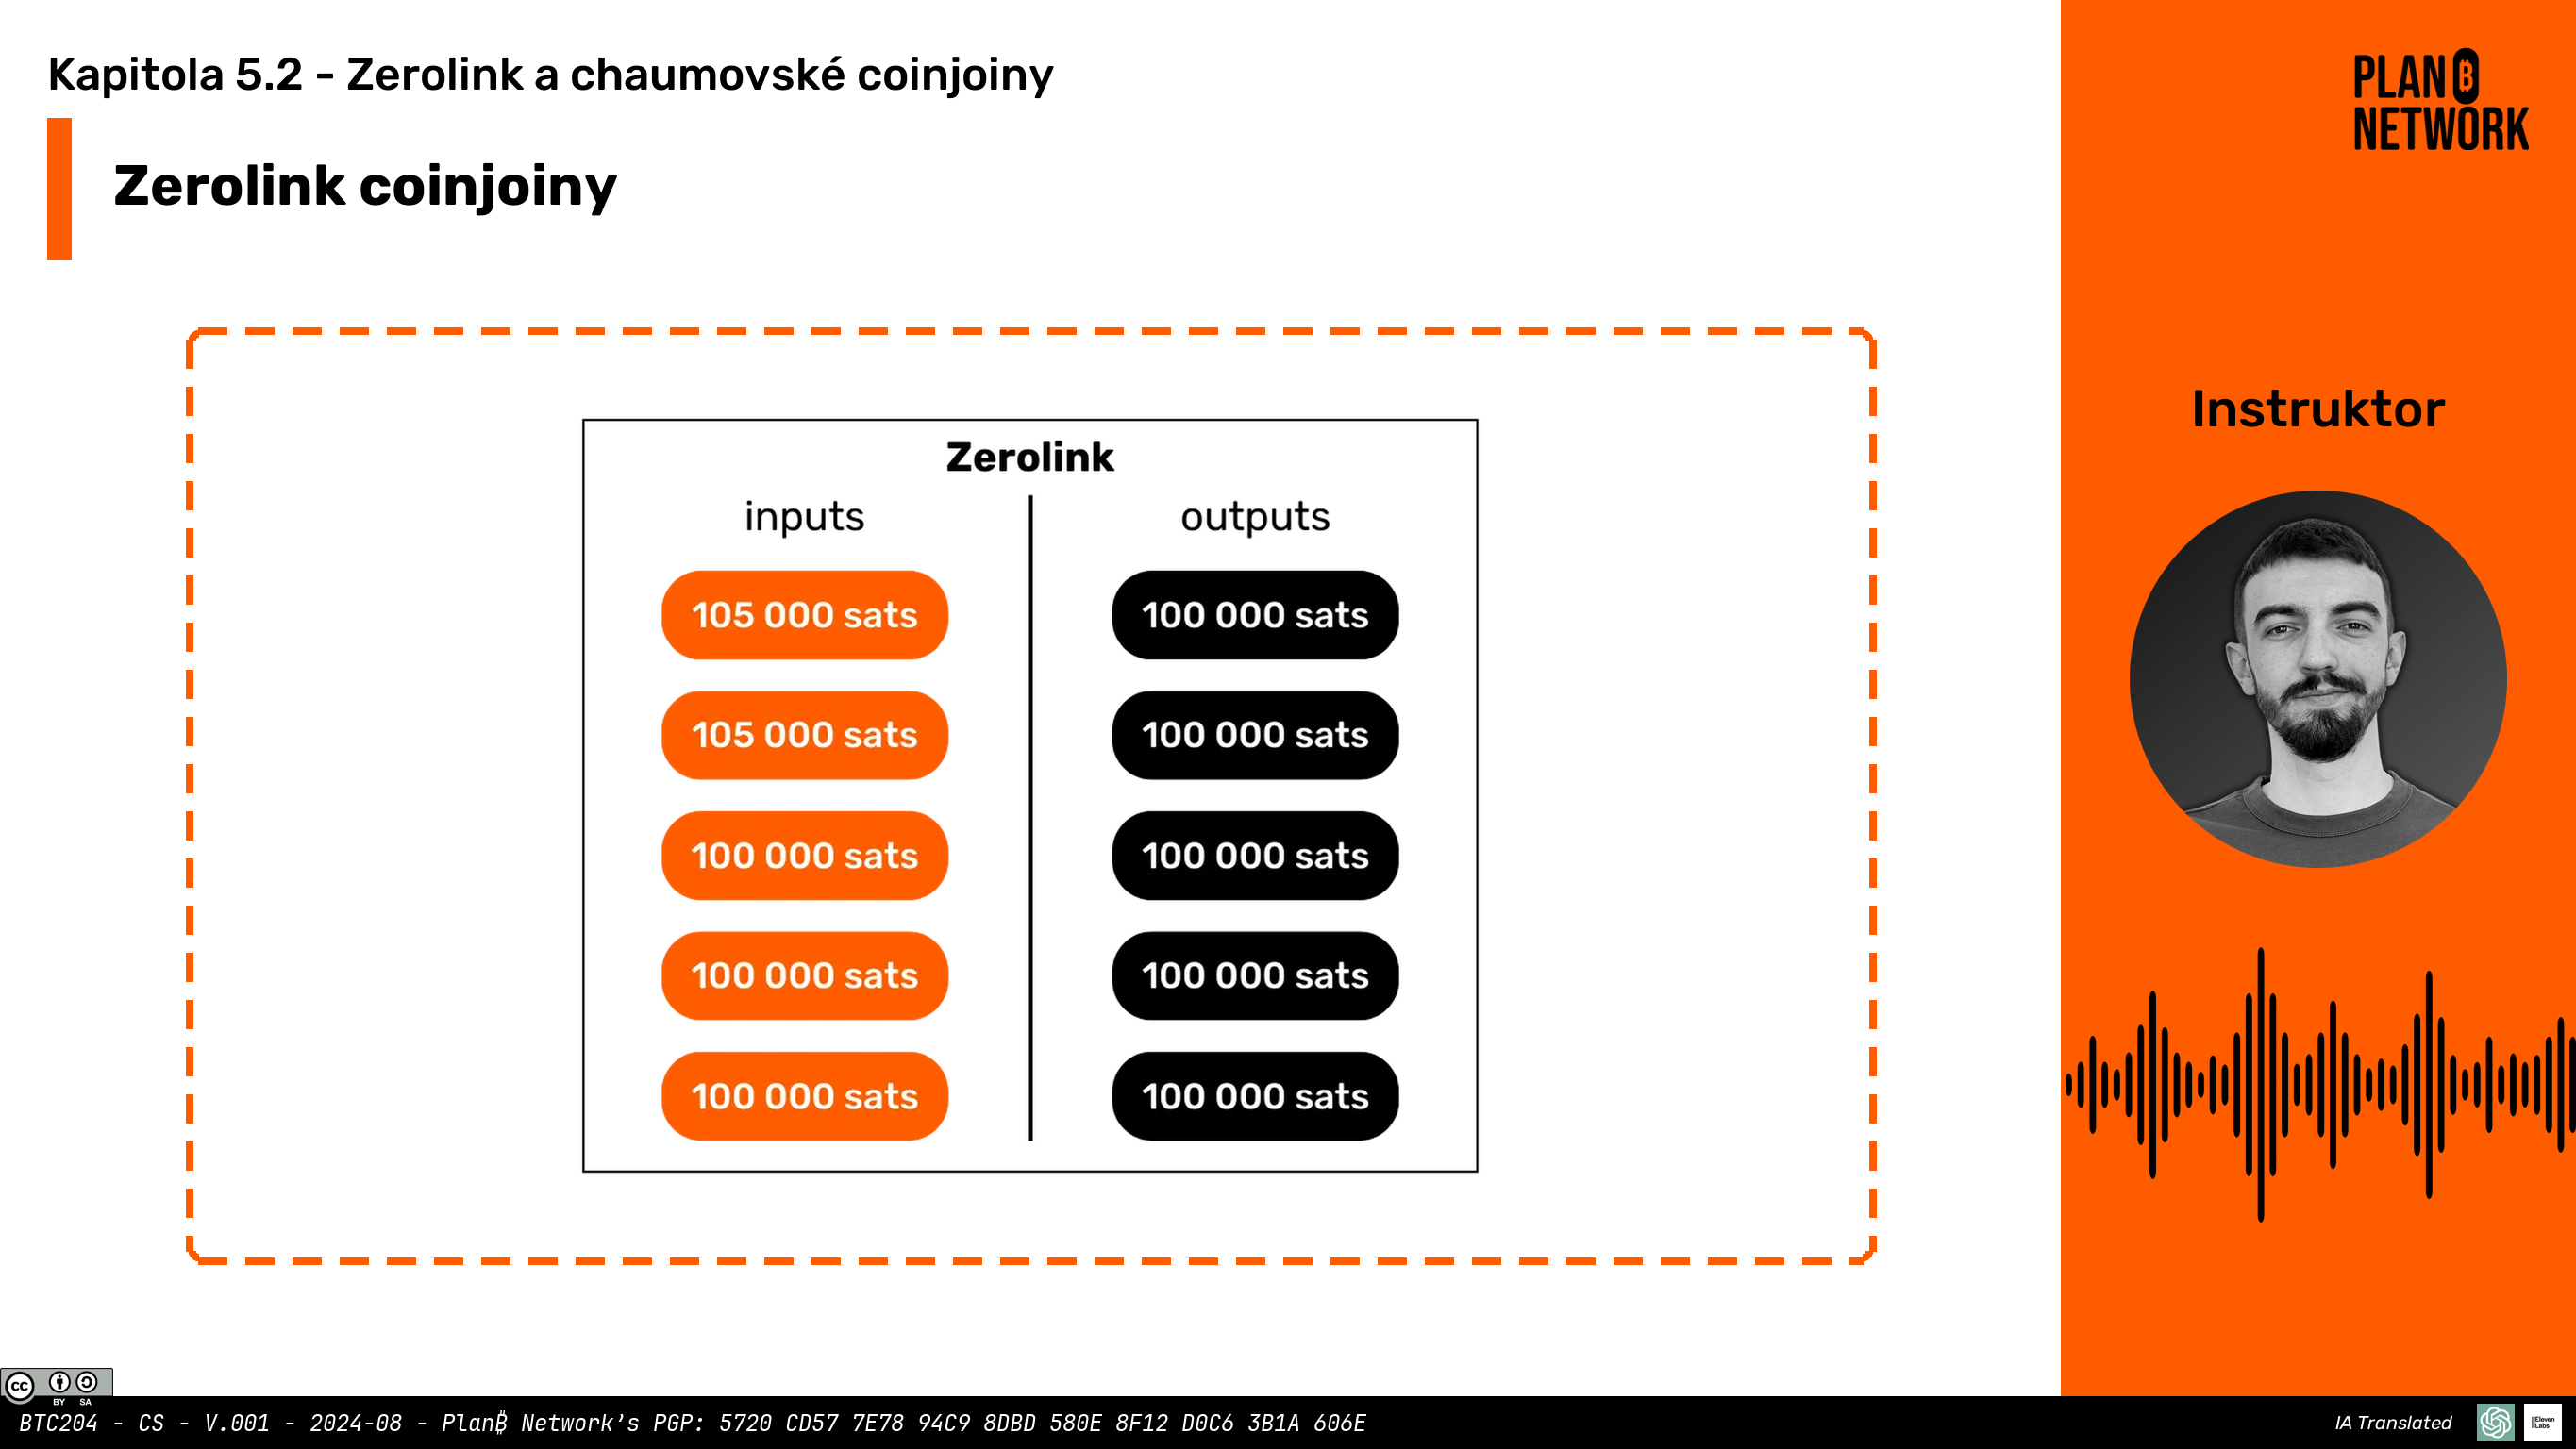 Kapitola 5.2 - Zerolink a chaumovské coinjoiny
Zerolink coinjoiny
PLAN ₿
NETWORK
Instruktor
Zerolink
inputs
outputs
105 000 sats
100 000 sats
105 000 sats
100 000 sats
100 000 sats
100 000 sats
100 000 sats
100 000 sats
100 000 sats
100 000 sats
cc BY SA
BTC204 - CS - V.001 - 2024-08 - Plan₿ Network's PGP: 5720 CD57 7E78 94C9 8DBD 580E 8F12 D0C6 3B1A 606E
IA Translated
IIEleven
Labs